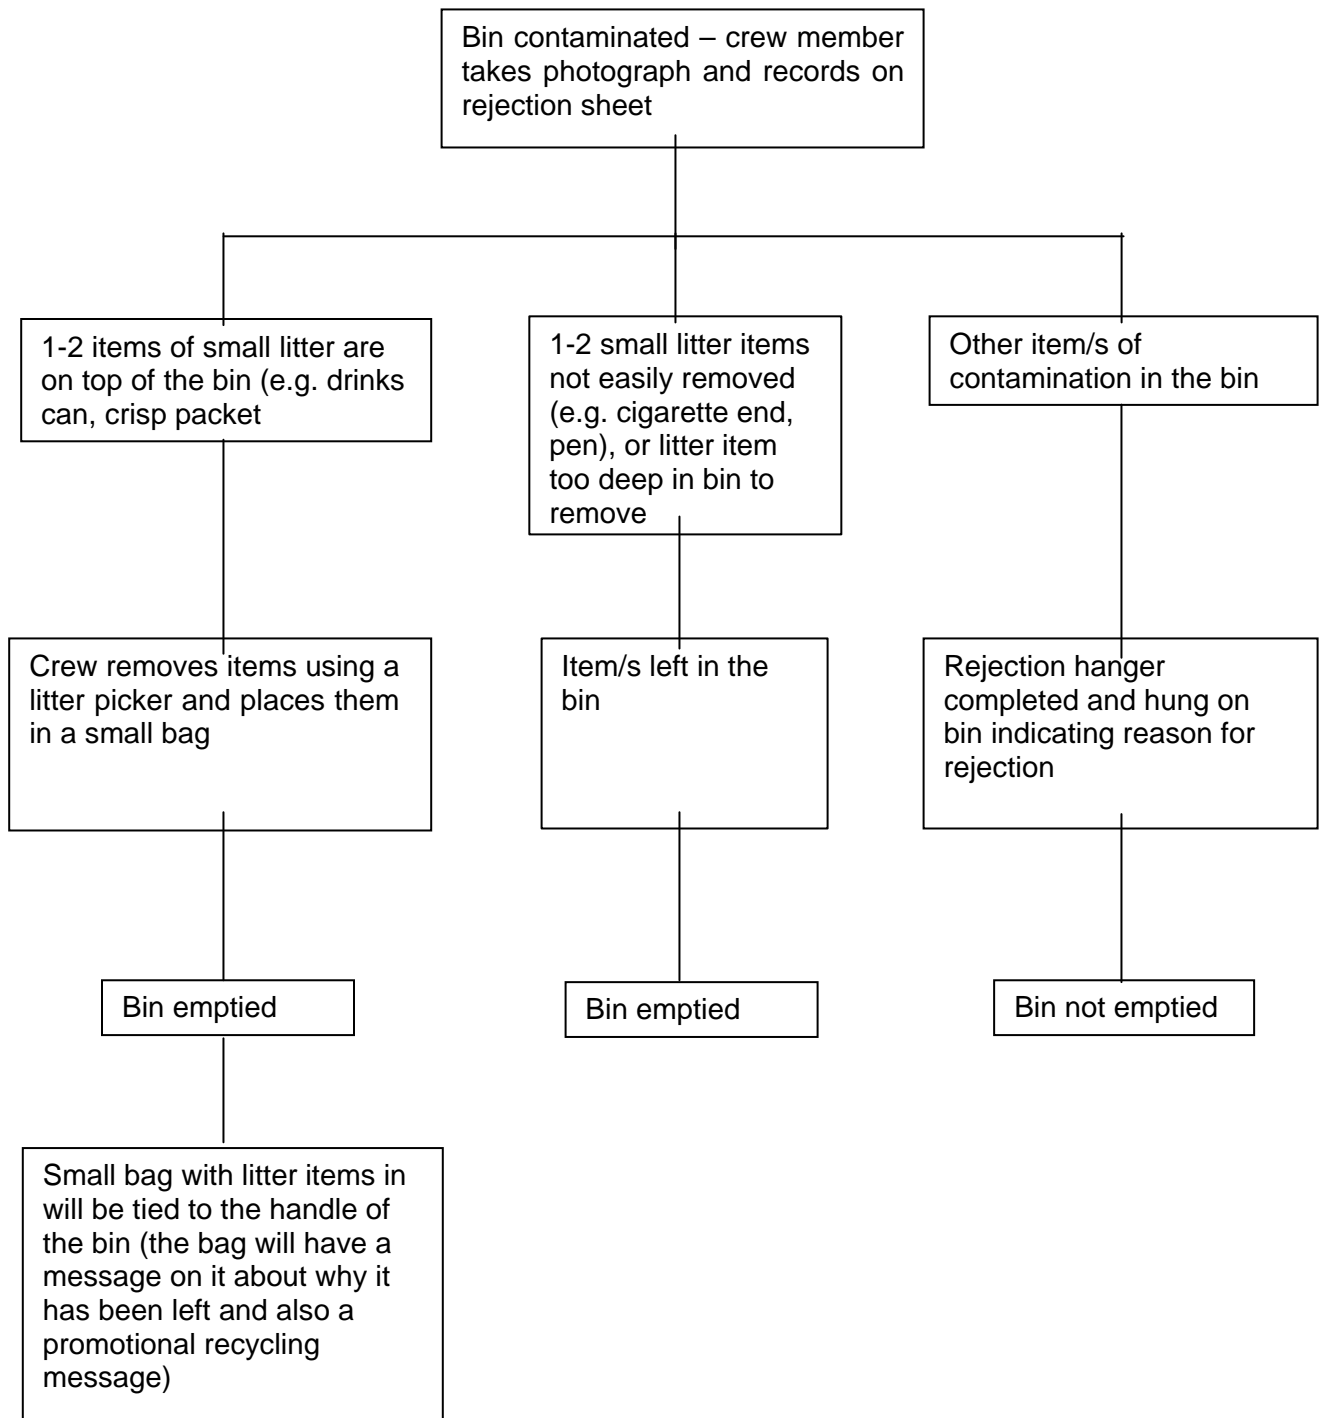 Bin contaminated – crew member
takes photograph and records on
rejection sheet
1-2 items of small litter are
on top of the bin (e.g. drinks
can, crisp packet
1-2 small litter items
not easily removed
(e.g. cigarette end,
pen), or litter item
too deep in bin to
remove
Other item/s of
contamination in the bin
Crew removes items using a
litter picker and places them
in a small bag
Item/s left in the
bin
Rejection hanger
completed and hung on
bin indicating reason for
rejection
Bin emptied
Bin emptied
Bin not emptied
Small bag with litter items in
will be tied to the handle of
the bin (the bag will have a
message on it about why it
has been left and also a
promotional recycling
message)